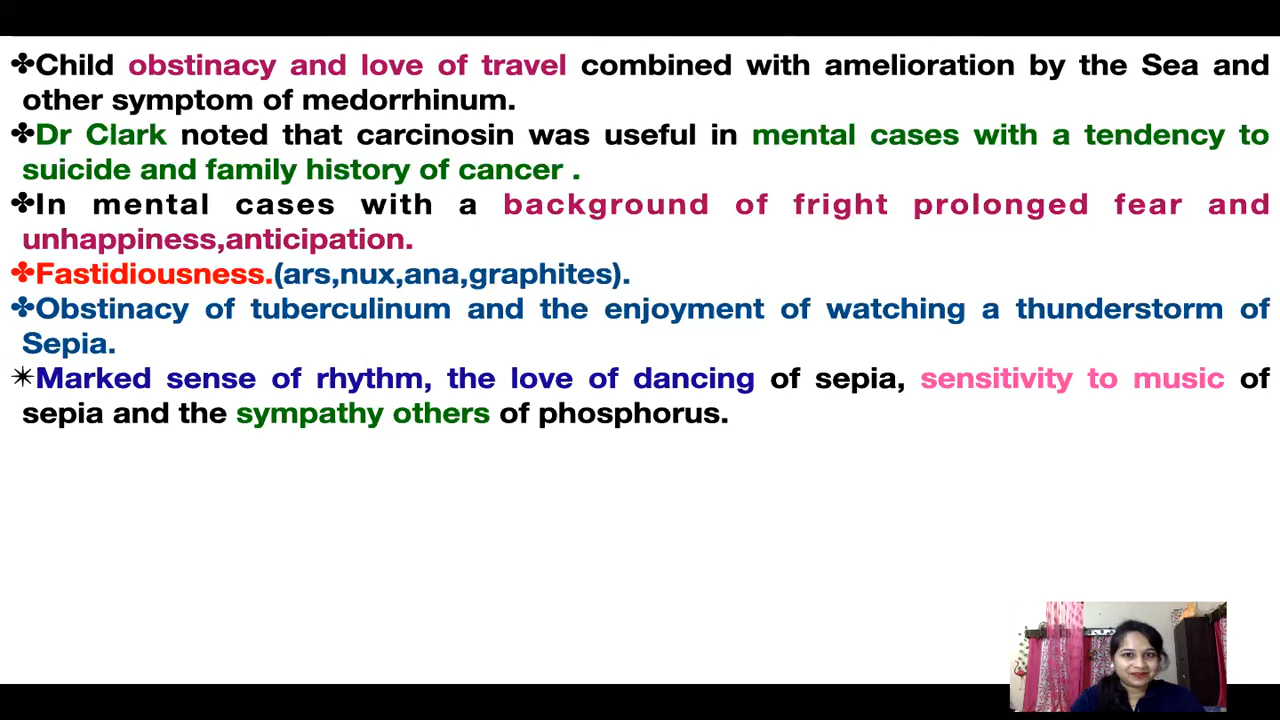 ✤Child obstinacy and love of travel combined with amelioration by the Sea and
other symptom of medorrhinum.
✤Dr Clark noted that carcinosin was useful in mental cases with a tendency to
suicide and family history of cancer .
✤In mental cases with a background of fright prolonged fear and
unhappiness,anticipation.
✤Fastidiousness.(ars,nux,ana,graphites).
✤Obstinacy of tuberculinum and the enjoyment of watching a thunderstorm of
Sepia.
✴Marked sense of rhythm, the love of dancing of sepia, sensitivity to music of
sepia and the sympathy others of phosphorus.